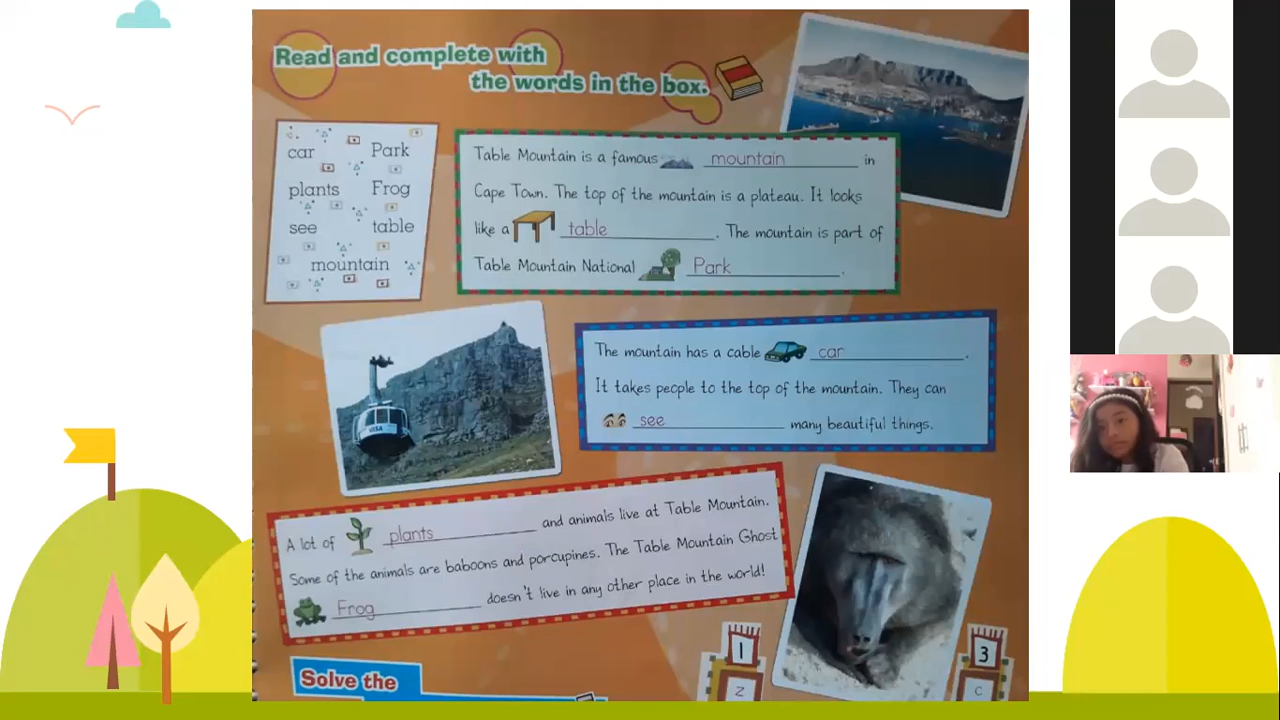 Read and complete with
the words in the box.
car Park
plants Frog
see table
mountain
Table Mountain is a famous mountain in
Cape Town. The top of the mountain is a plateau. It looks
like a table. The mountain is part of
Table Mountain National Park.
The mountain has a cable car.
It takes people to the top of the mountain. They can
see many beautiful things.
VISA
A lot of plants and animals live at Table Mountain.
Some of the animals are baboons and porcupines. The Table Mountain Ghost
Frog doesn't live in any other place in the world!
Solve the
1
z
3
c